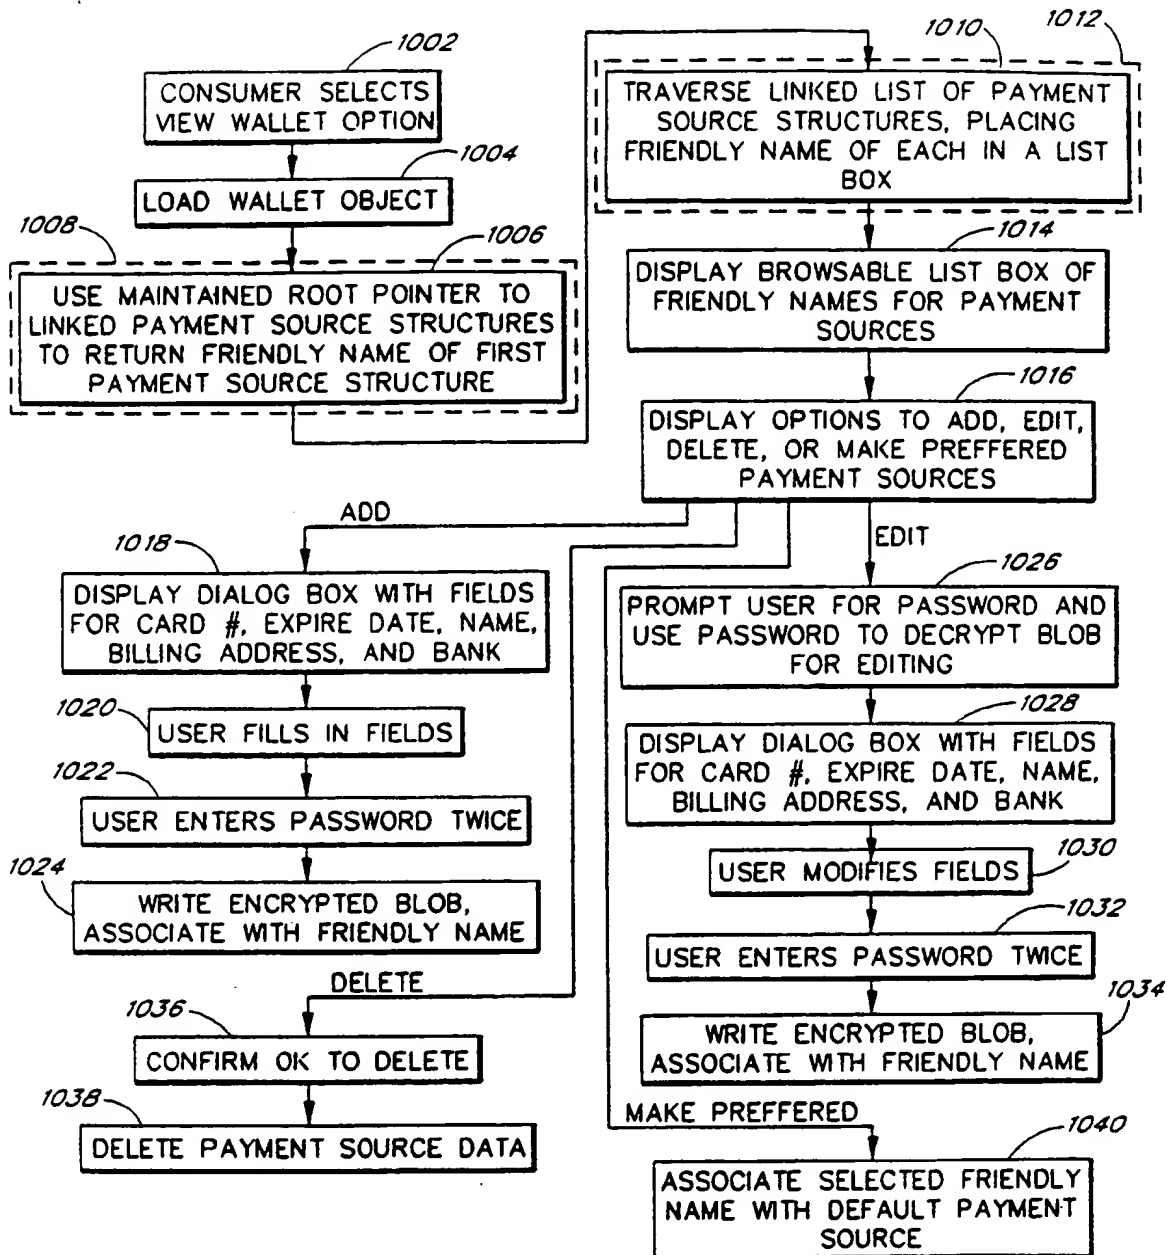 1002
CONSUMER SELECTS
VIEW WALLET OPTION
1004
LOAD WALLET OBJECT
1008
1006
USE MAINTAINED ROOT POINTER TO
LINKED PAYMENT SOURCE STRUCTURES
TO RETURN FRIENDLY NAME OF FIRST
PAYMENT SOURCE STRUCTURE
1010
1012
TRAVERSE LINKED LIST OF PAYMENT
SOURCE STRUCTURES, PLACING
FRIENDLY NAME OF EACH IN A LIST
BOX
1014
DISPLAY BROWSABLE LIST BOX OF
FRIENDLY NAMES FOR PAYMENT
SOURCES
1016
DISPLAY OPTIONS TO ADD, EDIT,
DELETE, OR MAKE PREFFERED
PAYMENT SOURCES
ADD
1018
DISPLAY DIALOG BOX WITH FIELDS
FOR CARD #, EXPIRE DATE, NAME,
BILLING ADDRESS, AND BANK
1020
USER FILLS IN FIELDS
1022
USER ENTERS PASSWORD TWICE
1024
WRITE ENCRYPTED BLOB,
ASSOCIATE WITH FRIENDLY NAME
DELETE
1036
CONFIRM OK TO DELETE
1038
DELETE PAYMENT SOURCE DATA
EDIT
1026
PROMPT USER FOR PASSWORD AND
USE PASSWORD TO DECRYPT BLOB
FOR EDITING
1028
DISPLAY DIALOG BOX WITH FIELDS
FOR CARD #, EXPIRE DATE, NAME,
BILLING ADDRESS, AND BANK
1030
USER MODIFIES FIELDS
1032
USER ENTERS PASSWORD TWICE
1034
WRITE ENCRYPTED BLOB,
ASSOCIATE WITH FRIENDLY NAME
MAKE PREFFERED
1040
ASSOCIATE SELECTED FRIENDLY
NAME WITH DEFAULT PAYMENT
SOURCE